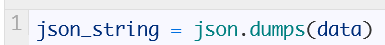 1 json_string = json.dumps(data)